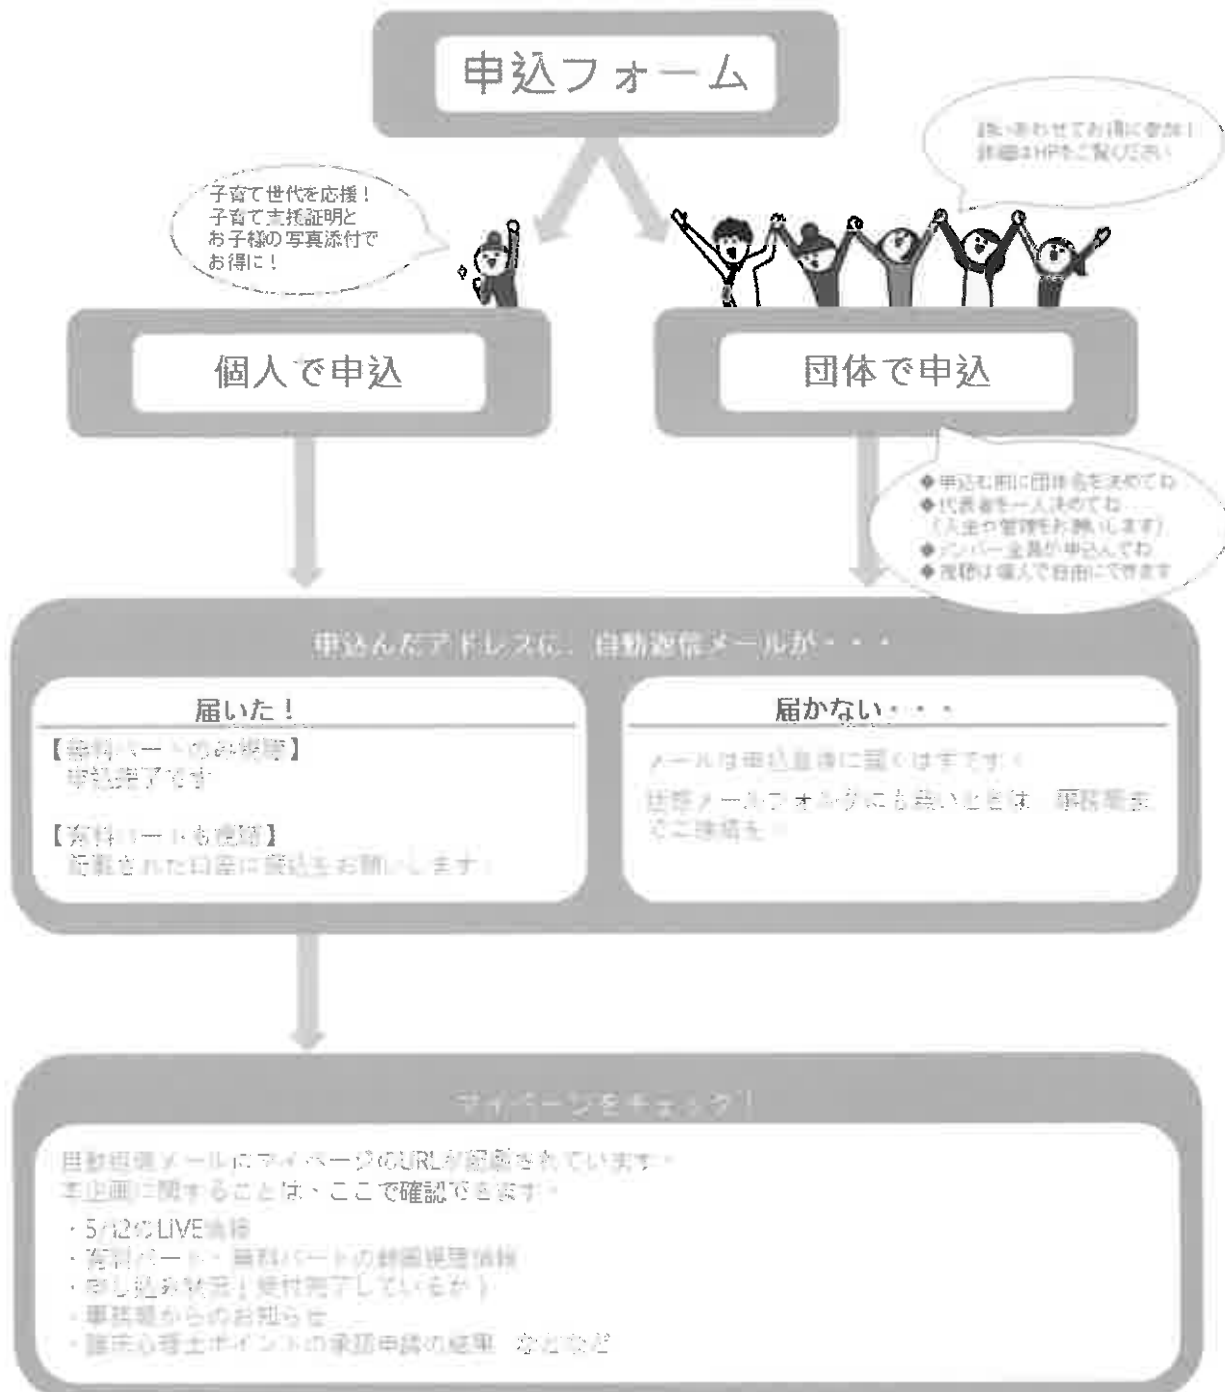 申込フォーム
誘いあわせてお得に参加！
詳細はHPをご覧ください
子育て世代を応援！
子育て支援証明と
お子様の写真添付で
お得に！
個人で申込
団体で申込
◆申込む前に団体名を決めてね
◆代表者を一人決めてね
（入金や管理をお願いします）
◆メンバー全員が申込んでね
◆視聴は個人で自由にできます
申込んだアドレスに、自動返信メールが・・・
届いた！
【無料パートのみ視聴】
申込完了です
【有料パートも視聴】
記載された口座に振込をお願いします。
届かない・・・
メールは申込直後に届くはずです。
迷惑メールフォルダにも無いときは、事務局ま
でご連絡を。
マイページをチェック！
自動返信メールにマイページのURLが記載されています。
本企画に関することは、ここで確認できます。
・5/12のLIVE情報
・有料パート・無料パートの録画視聴情報
・申し込み状況（受付完了しているか）
・事務局からのお知らせ
・臨床心理士ポイントの承認申請の結果　などなど